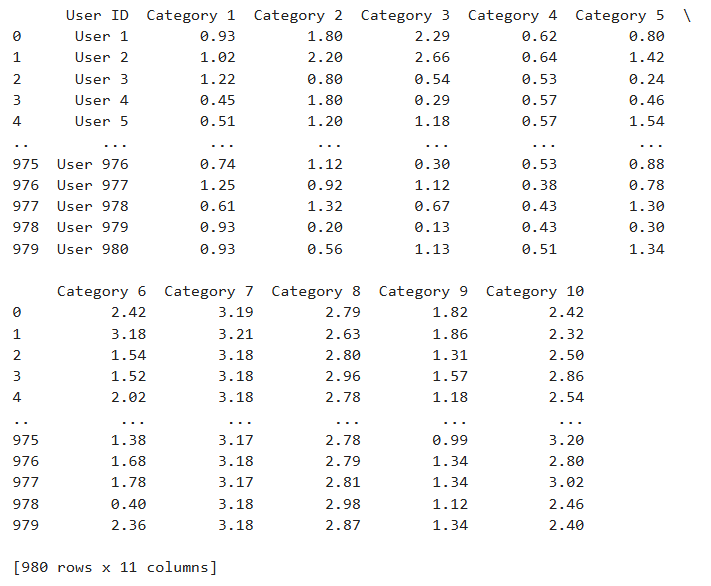 User ID  Category 1  Category 2  Category 3  Category 4  Category 5  \
0      User 1        0.93        1.80        2.29        0.62        0.80
1      User 2        1.02        2.20        2.66        0.64        1.42
2      User 3        1.22        0.80        0.54        0.53        0.24
3      User 4        0.45        1.80        0.29        0.57        0.46
4      User 5        0.51        1.20        1.18        0.57        1.54
..        ...         ...         ...         ...         ...         ...
975  User 976        0.74        1.12        0.30        0.53        0.88
976  User 977        1.25        0.92        1.12        0.38        0.78
977  User 978        0.61        1.32        0.67        0.43        1.30
978  User 979        0.93        0.20        0.13        0.43        0.30
979  User 980        0.93        0.56        1.13        0.51        1.34

     Category 6  Category 7  Category 8  Category 9  Category 10
0          2.42        3.19        2.79        1.82         2.42
1          3.18        3.21        2.63        1.86         2.32
2          1.54        3.18        2.80        1.31         2.50
3          1.52        3.18        2.96        1.57         2.86
4          2.02        3.18        2.78        1.18         2.54
..          ...         ...         ...         ...          ...
975        1.38        3.17        2.78        0.99         3.20
976        1.68        3.18        2.79        1.34         2.80
977        1.78        3.17        2.81        1.34         3.02
978        0.40        3.18        2.98        1.12         2.46
979        2.36        3.18        2.87        1.34         2.40

[980 rows x 11 columns]